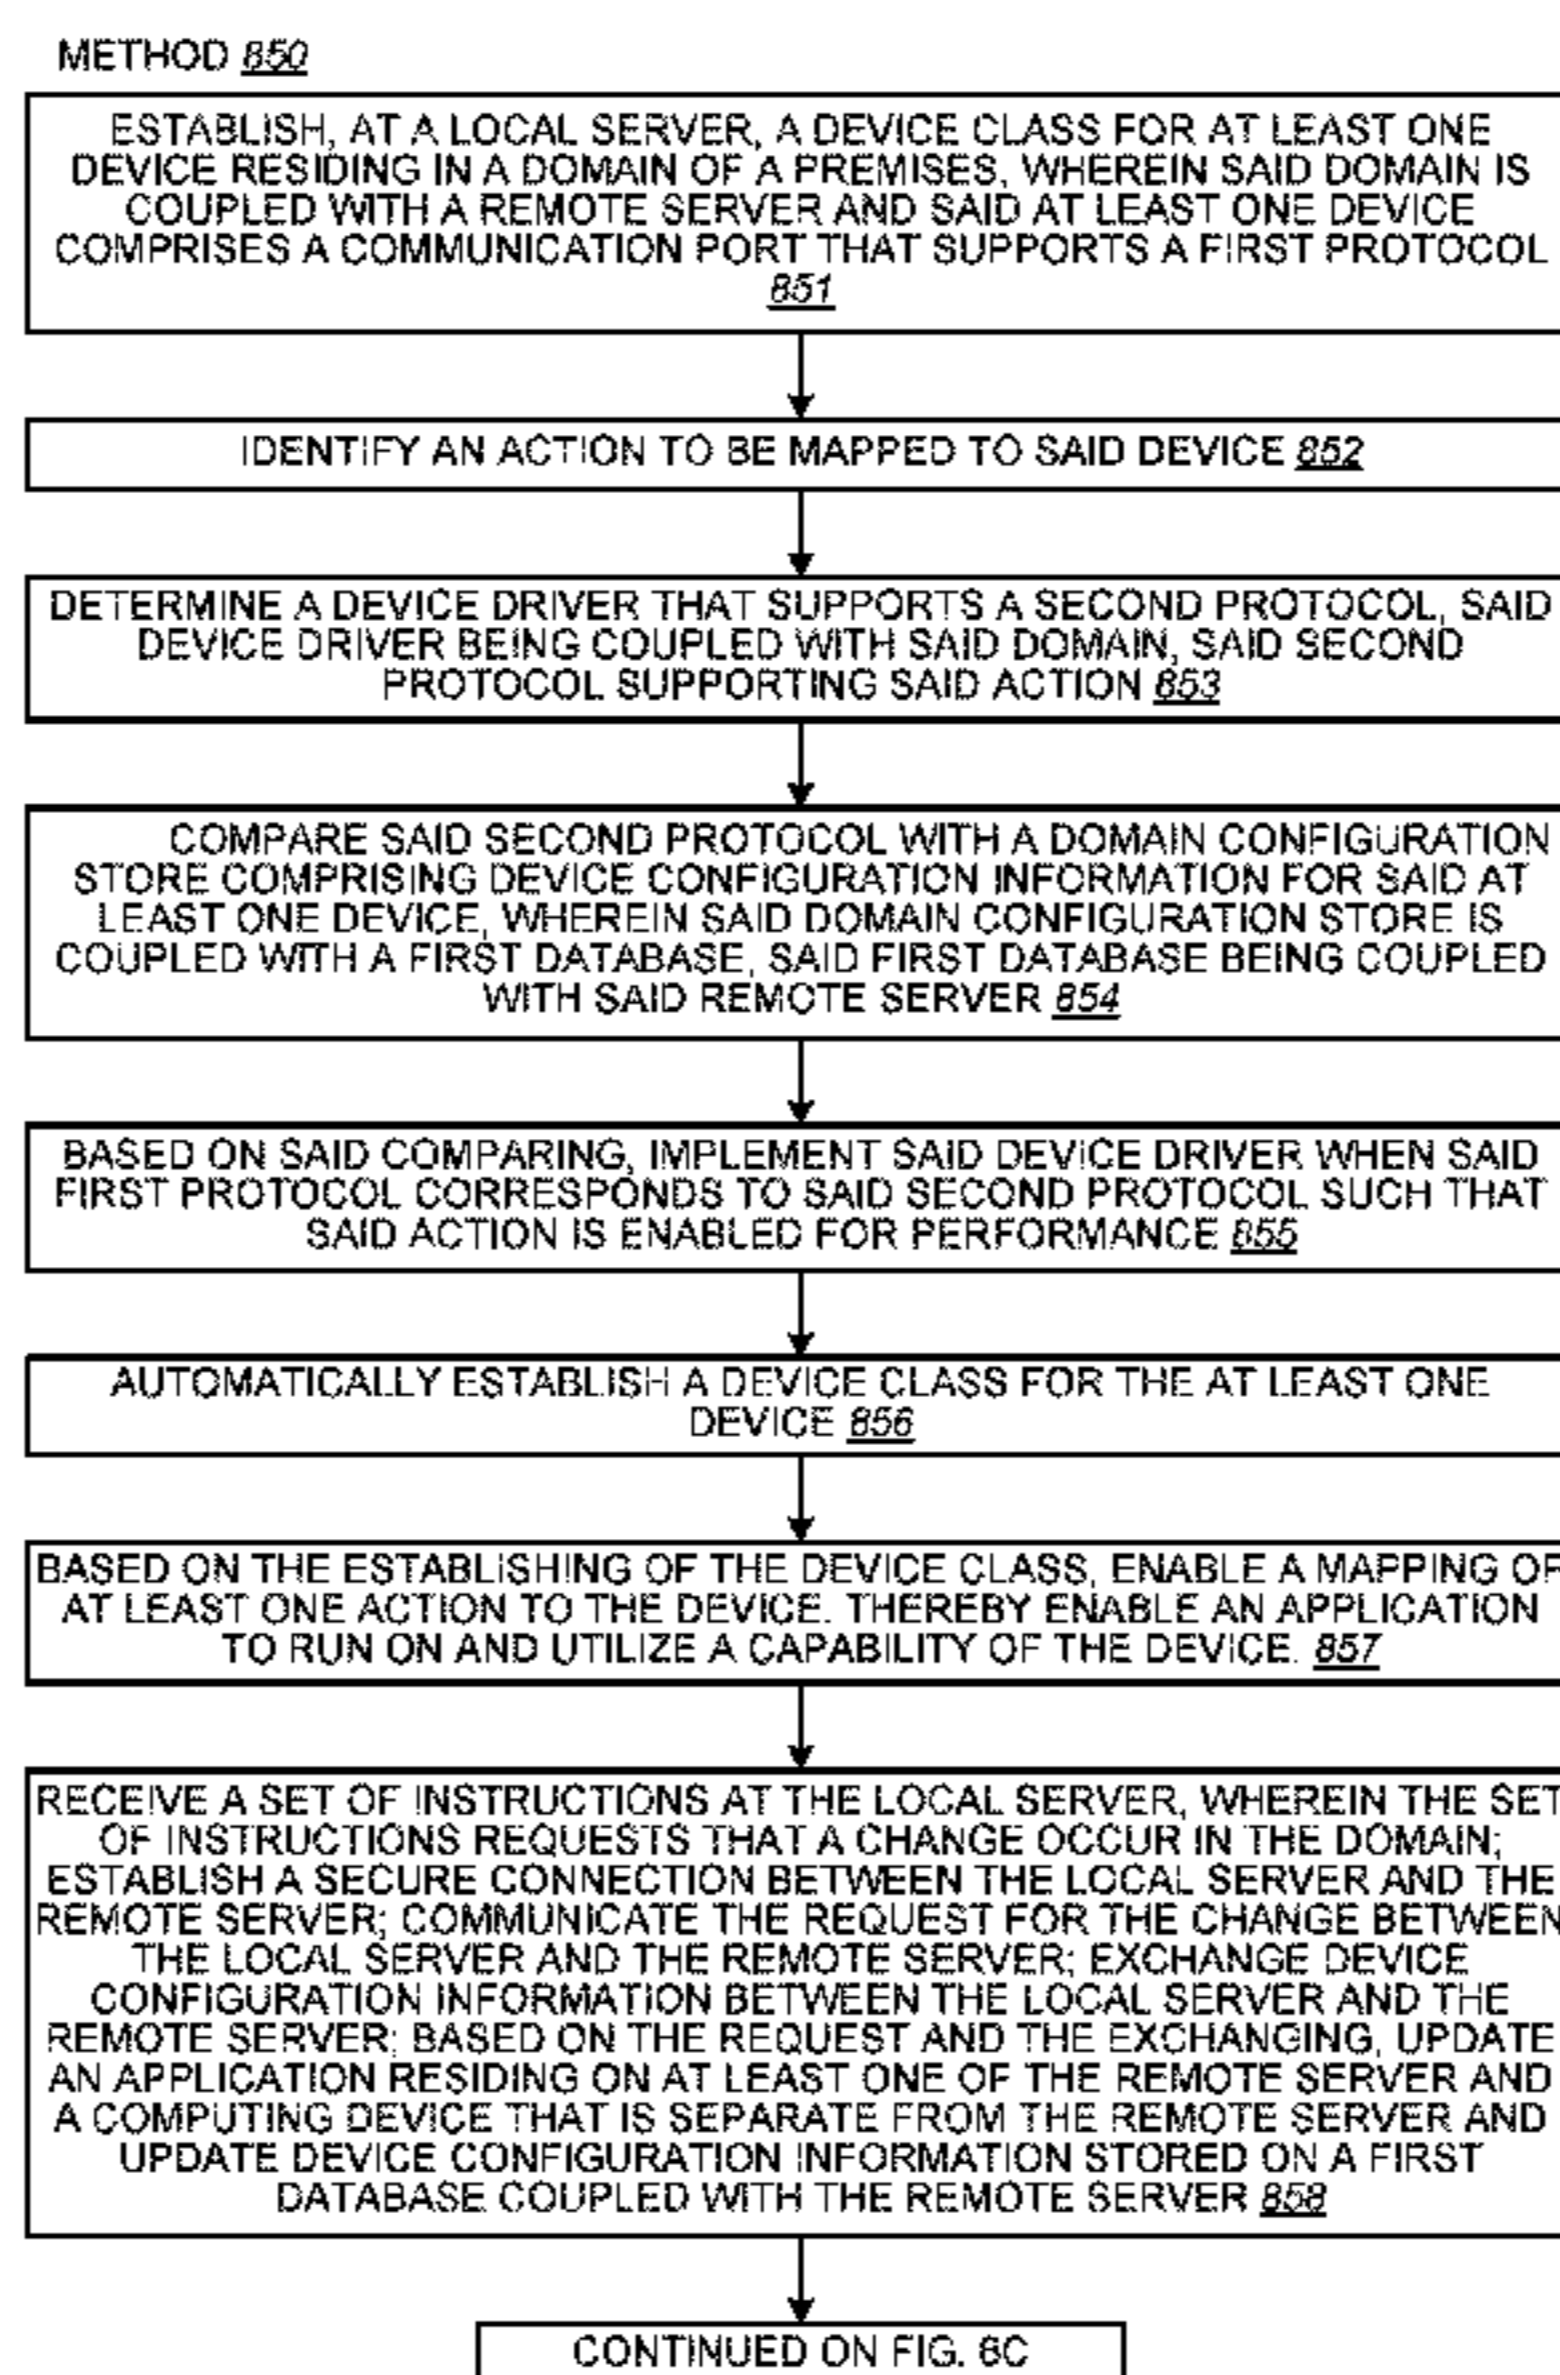 METHOD 850
ESTABLISH, AT A LOCAL SERVER, A DEVICE CLASS FOR AT LEAST ONE
DEVICE RESIDING IN A DOMAIN OF A PREMISES, WHEREIN SAID DOMAIN IS
COUPLED WITH A REMOTE SERVER AND SAID AT LEAST ONE DEVICE
COMPRISES A COMMUNICATION PORT THAT SUPPORTS A FIRST PROTOCOL
851
IDENTIFY AN ACTION TO BE MAPPED TO SAID DEVICE 852
DETERMINE A DEVICE DRIVER THAT SUPPORTS A SECOND PROTOCOL, SAID
DEVICE DRIVER BEING COUPLED WITH SAID DOMAIN, SAID SECOND
PROTOCOL SUPPORTING SAID ACTION 853
COMPARE SAID SECOND PROTOCOL WITH A DOMAIN CONFIGURATION
STORE COMPRISING DEVICE CONFIGURATION INFORMATION FOR SAID AT
LEAST ONE DEVICE, WHEREIN SAID DOMAIN CONFIGURATION STORE IS
COUPLED WITH A FIRST DATABASE, SAID FIRST DATABASE BEING COUPLED
WITH SAID REMOTE SERVER 854
BASED ON SAID COMPARING, IMPLEMENT SAID DEVICE DRIVER WHEN SAID
FIRST PROTOCOL CORRESPONDS TO SAID SECOND PROTOCOL SUCH THAT
SAID ACTION IS ENABLED FOR PERFORMANCE 855
AUTOMATICALLY ESTABLISH A DEVICE CLASS FOR THE AT LEAST ONE
DEVICE 856
BASED ON THE ESTABLISHING OF THE DEVICE CLASS, ENABLE A MAPPING OF
AT LEAST ONE ACTION TO THE DEVICE. THEREBY ENABLE AN APPLICATION
TO RUN ON AND UTILIZE A CAPABILITY OF THE DEVICE. 857
RECEIVE A SET OF INSTRUCTIONS AT THE LOCAL SERVER, WHEREIN THE SET
OF INSTRUCTIONS REQUESTS THAT A CHANGE OCCUR IN THE DOMAIN;
ESTABLISH A SECURE CONNECTION BETWEEN THE LOCAL SERVER AND THE
REMOTE SERVER; COMMUNICATE THE REQUEST FOR THE CHANGE BETWEEN
THE LOCAL SERVER AND THE REMOTE SERVER; EXCHANGE DEVICE
CONFIGURATION INFORMATION BETWEEN THE LOCAL SERVER AND THE
REMOTE SERVER; BASED ON THE REQUEST AND THE EXCHANGING, UPDATE
AN APPLICATION RESIDING ON AT LEAST ONE OF THE REMOTE SERVER AND
A COMPUTING DEVICE THAT IS SEPARATE FROM THE REMOTE SERVER AND
UPDATE DEVICE CONFIGURATION INFORMATION STORED ON A FIRST
DATABASE COUPLED WITH THE REMOTE SERVER 858
CONTINUED ON FIG. 8C